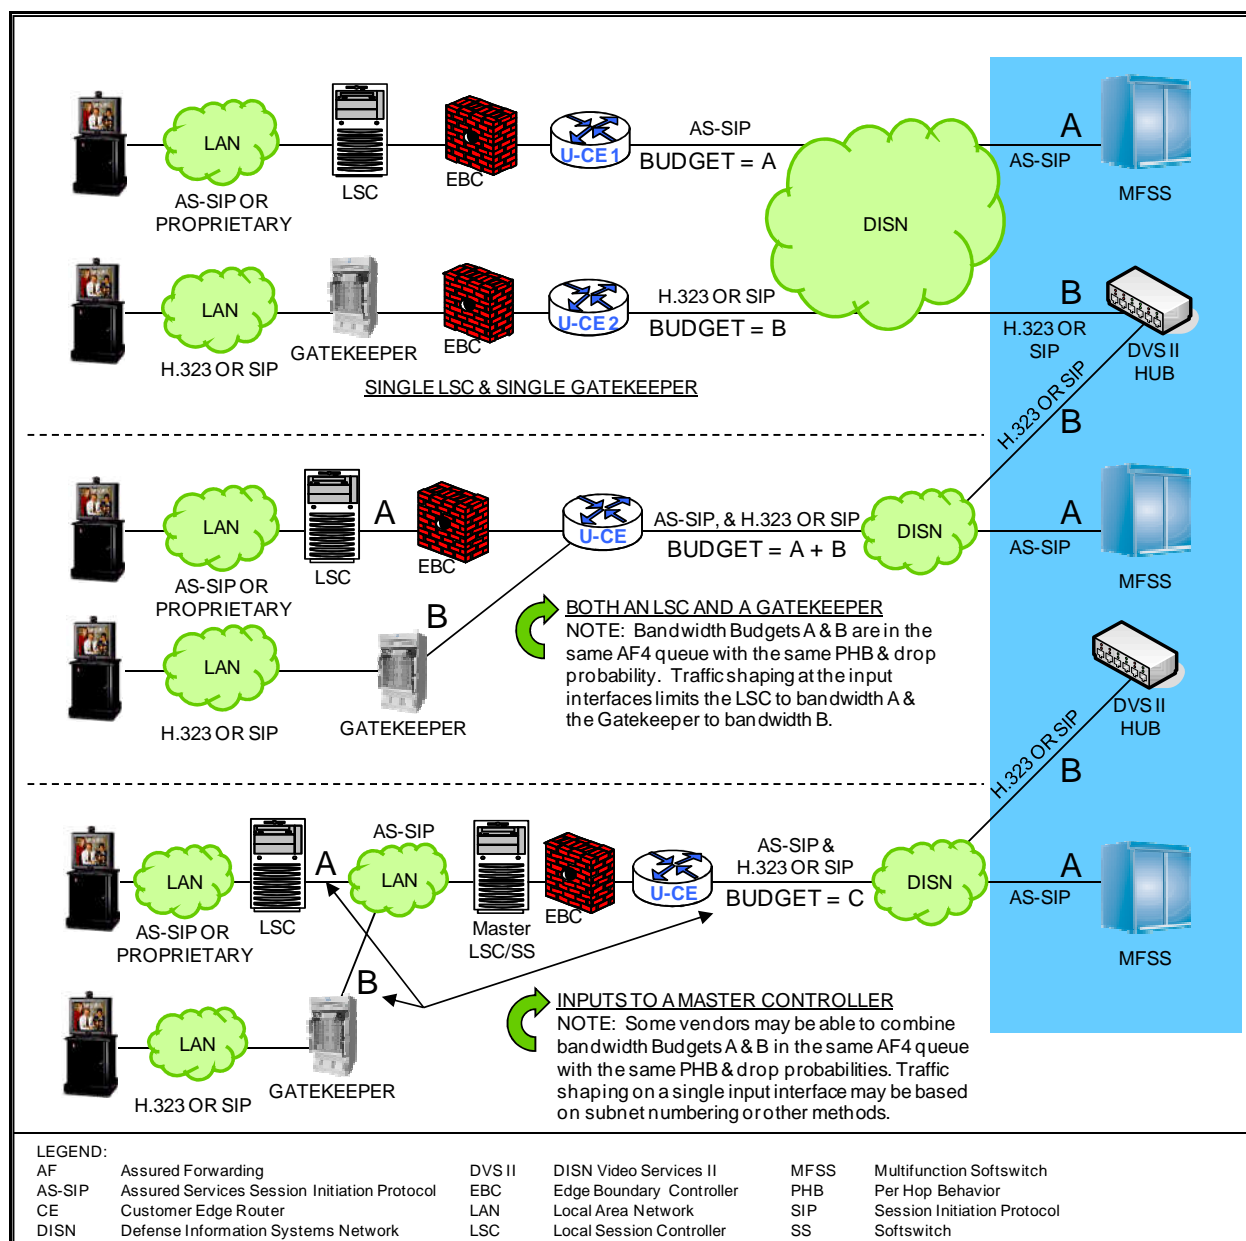 LAN
AS-SIP OR
PROPRIETARY
LSC
EBC
U-CE1
AS-SIP
BUDGET = A
DISN
A
AS-SIP
MFSS
LAN
H.323 OR SIP
GATEKEEPER
EBC
U-CE2
H.323 OR SIP
BUDGET = B
B
H.323 OR
SIP
DVS II
HUB
SINGLE LSC & SINGLE GATEKEEPER
H.323 OR SIP
B
LAN
AS-SIP OR
PROPRIETARY
LSC
A
EBC
U-CE
AS-SIP, & H.323 OR SIP
BUDGET = A + B
DISN
A
AS-SIP
MFSS
LAN
H.323 OR SIP
B
GATEKEEPER
BOTH AN LSC AND A GATEKEEPER
NOTE: Bandwidth Budgets A & B are in the
same AF4 queue with the same PHB & drop
probability. Traffic shaping at the input
interfaces limits the LSC to bandwidth A &
the Gatekeeper to bandwidth B.
DVS II
HUB
H.323 OR SIP
B
LAN
AS-SIP OR
PROPRIETARY
LSC
A
AS-SIP
LAN
Master
LSC/SS
EBC
U-CE
AS-SIP &
H.323 OR SIP
BUDGET = C
DISN
A
AS-SIP
MFSS
LAN
H.323 OR SIP
B
GATEKEEPER
INPUTS TO A MASTER CONTROLLER
NOTE: Some vendors may be able to combine
bandwidth Budgets A & B in the same AF4 queue
with the same PHB & drop probabilities. Traffic
shaping on a single input interface may be based
on subnet numbering or other methods.
LEGEND:
AF Assured Forwarding DVS II DISN Video Services II MFSS Multifunction Softswitch
AS-SIP Assured Services Session Initiation Protocol EBC Edge Boundary Controller PHB Per Hop Behavior
CE Customer Edge Router LAN Local Area Network SIP Session Initiation Protocol
DISN Defense Information Systems Network LSC Local Session Controller SS Softswitch